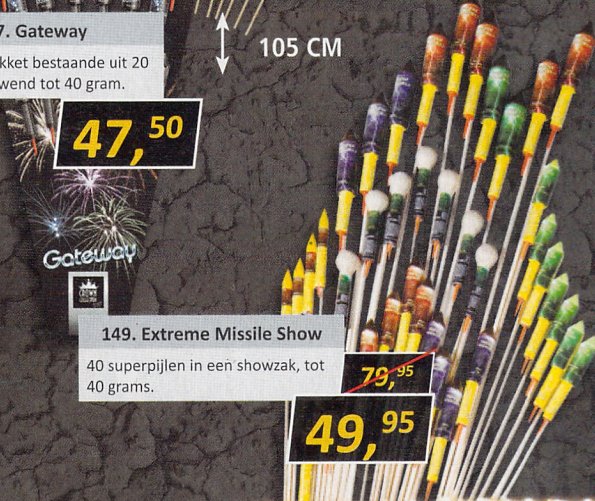 7. Gateway
kket bestaande uit 20
wend tot 40 gram.
47,50
105 CM
Gateway
CROWN
149. Extreme Missile Show
40 superpijlen in een showzak, tot
40 grams.
79,95
49,95